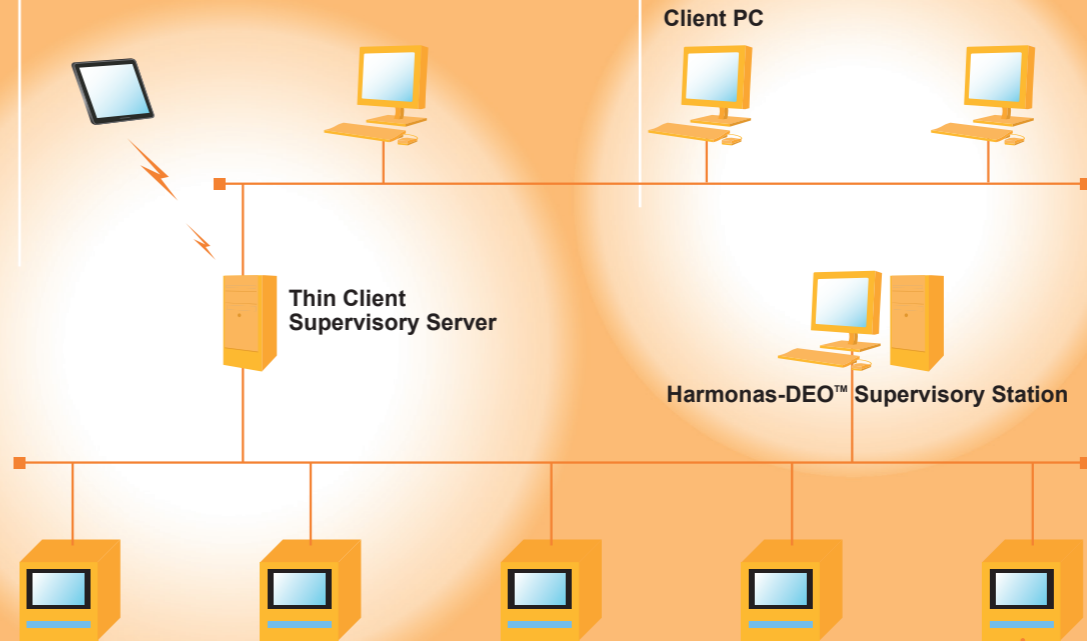 Client PC
Thin Client
Supervisory Server
Harmonas-DEO™ Supervisory Station